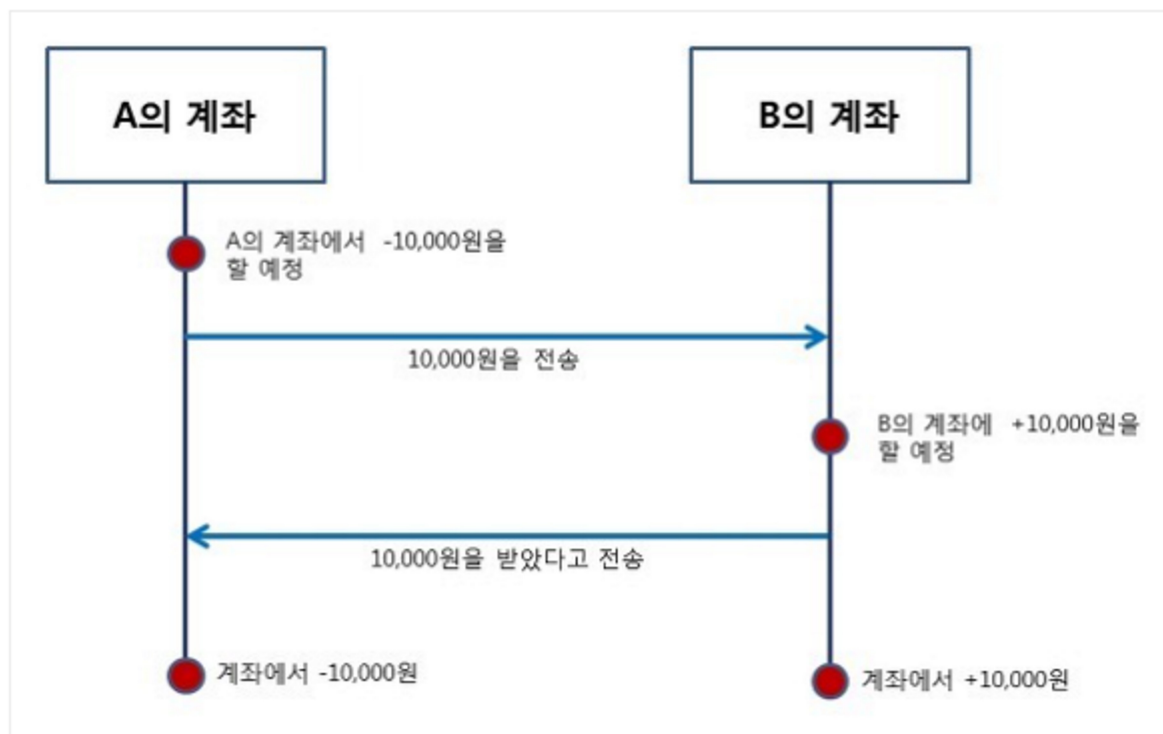 A의 계좌
B의 계좌
A의 계좌에서 -10,000원을
할 예정
10,000원을 전송
B의 계좌에 +10,000원을
할 예정
10,000원을 받았다고 전송
계좌에서 -10,000원
계좌에서 +10,000원